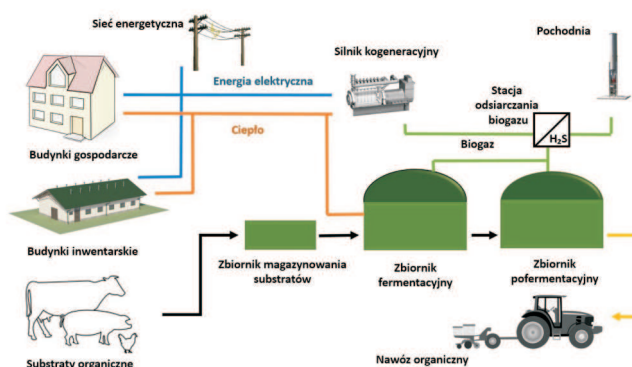 Sieć energetyczna
Silnik kogeneracyjny
Pochodnia
Energia elektryczna
Stacja
odsiarczania
biogazu
H₂S
Ciepło
Biogaz
Budynki gospodarcze
Budynki inwentarskie
Zbiornik magazynowania
substratów
Zbiornik
fermentacyjny
Zbiornik
pofermentacyjny
Substraty organiczne
Nawóz organiczny